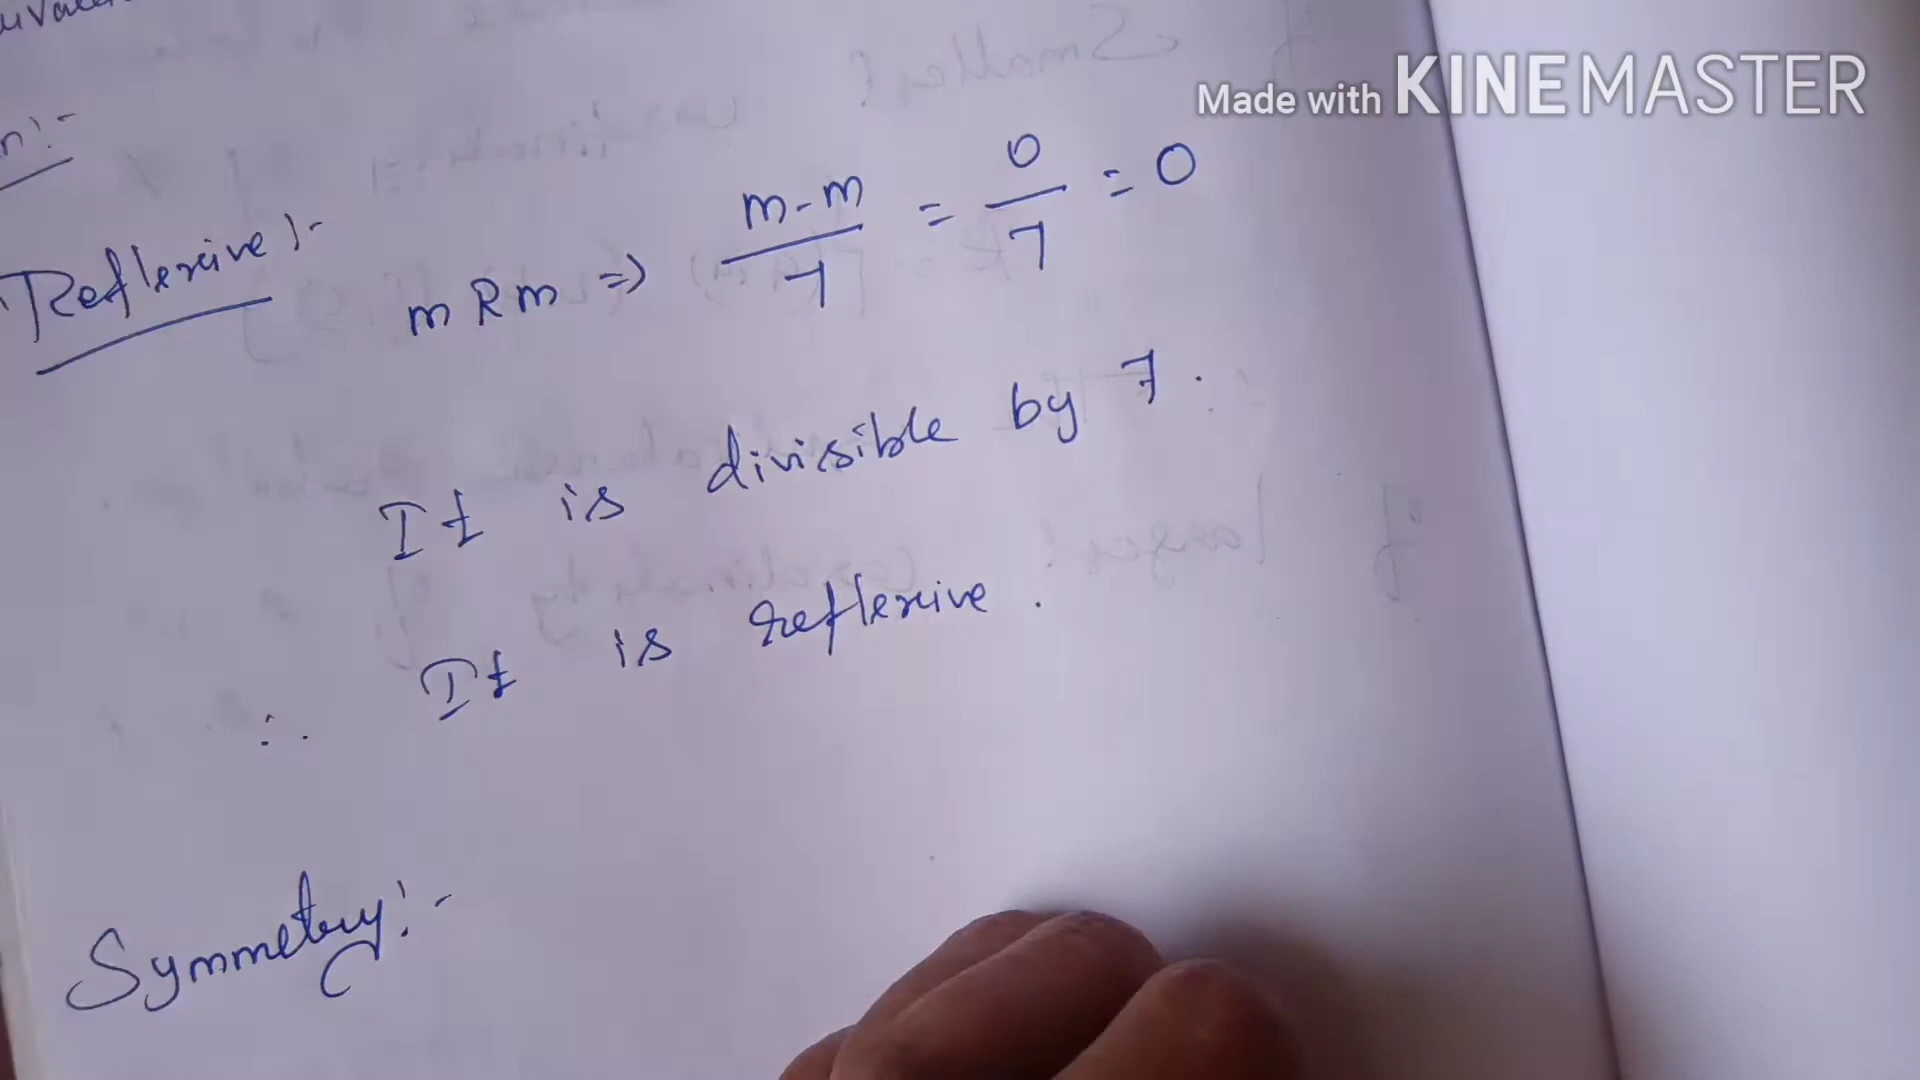 Made with KINEMASTER
n:-
Reflexive :-
mRm => m-m/7 = 0/7 = 0
It is divisible by 7.
∴ It is reflexive.
Symmetry:-